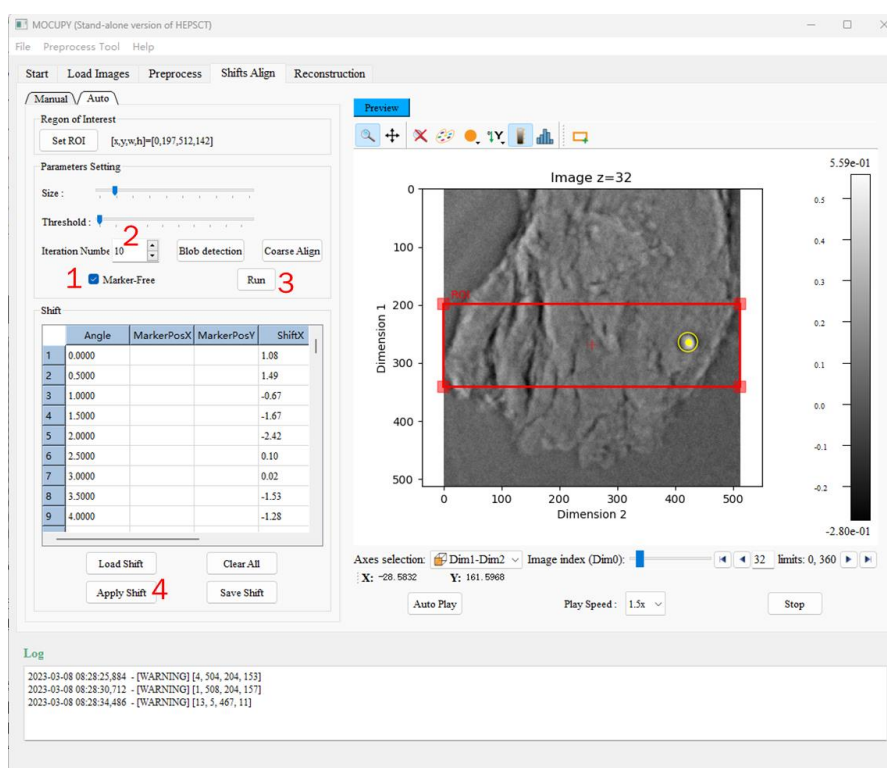 MOCUPY (Stand-alone version of HEPSCT)
File Preprocess Tool Help
Start Load Images Preprocess Shifts Align Reconstruction
Manual Auto
Regon of Interest
Set ROI [x,y,w,h]=[0,197,512,142]
Parameters Setting
Size :
Threshold :
2
Iteration Numbe 10 Blob detection Coarse Align
1 Marker-Free Run 3
Shift
Angle MarkerPosX MarkerPosY ShiftX
1 0.0000 1.08
2 0.5000 1.49
3 1.0000 -0.67
4 1.5000 -1.67
5 2.0000 -2.42
6 2.5000 0.10
7 3.0000 0.02
8 3.5000 -1.53
9 4.0000 -1.28
Load Shift Clear All
Apply Shift 4 Save Shift
Preview
Y
5.59e-01
Image z=32
0
100
200
300
400
500
Dimension 1
ROI
0 100 200 300 400 500
Dimension 2
0.5
0.4
0.3
0.2
0.1
0.0
-0.1
-0.2
-2.80e-01
Axes selection: Dim1-Dim2 Image index (Dim0): 32 limits: 0, 360
X: -28.5832 Y: 161.5968
Auto Play Play Speed : 1.5x Stop
Log
2023-03-08 08:28:25,884 - [WARNING] [4, 504, 204, 153]
2023-03-08 08:28:30,712 - [WARNING] [1, 508, 204, 157]
2023-03-08 08:28:34,486 - [WARNING] [13, 5, 467, 11]